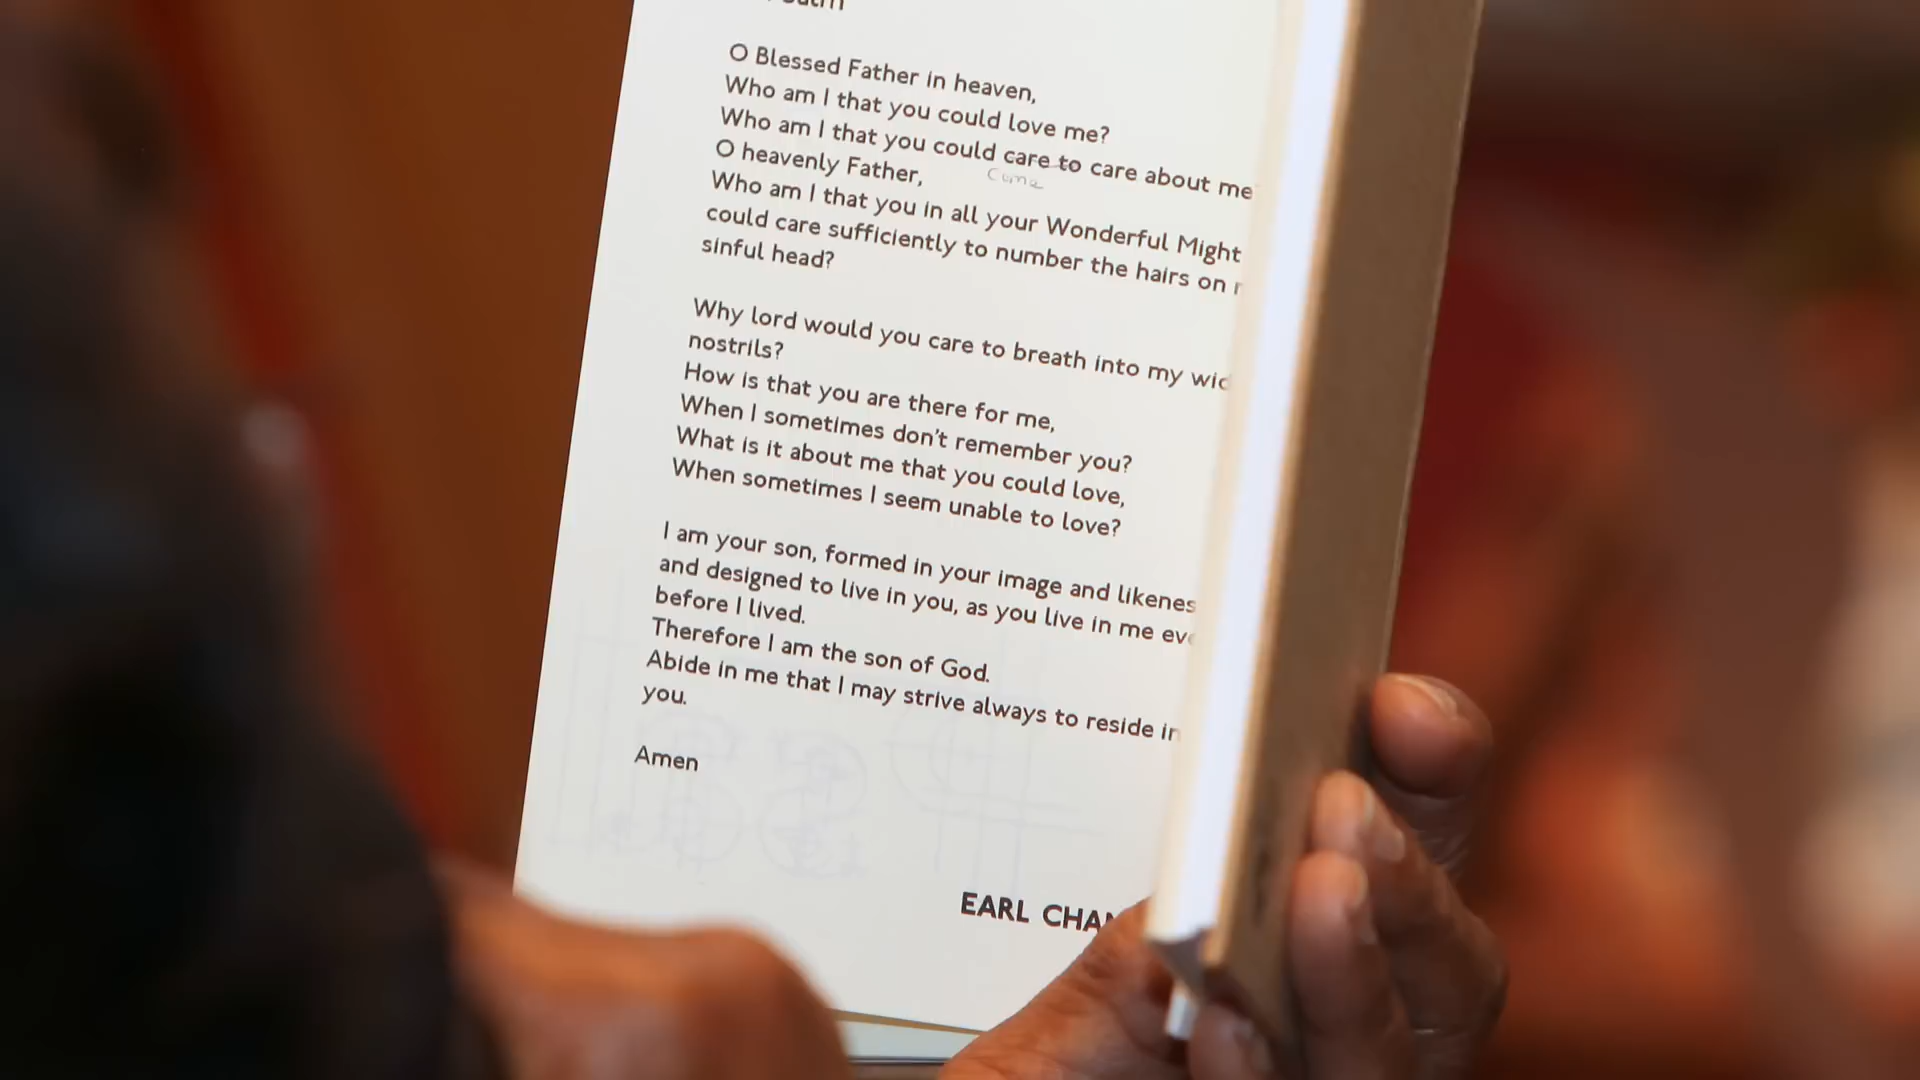 O Blessed Father in heaven,
Who am I that you could love me?
Who am I that you could care to care about me
come
O heavenly Father,
Who am I that you in all your Wonderful Might
could care sufficiently to number the hairs on
sinful head?
Why lord would you care to breath into my
nostrils?
How is that you are there for me,
When I sometimes don't remember you?
What is it about me that you could love,
When sometimes I seem unable to love?
I am your son, formed in your image and likenes
and designed to live in you, as you live in me
before I lived.
Therefore I am the son of God.
Abide in me that I may strive always to reside in
you.
Amen
EARL